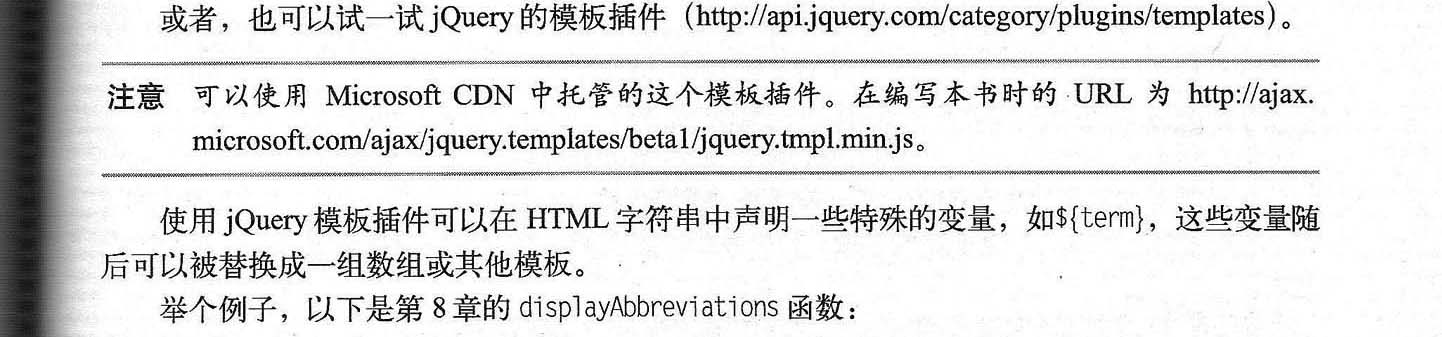 或者，也可以试一试 jQuery 的模板插件（http://api.jquery.com/category/plugins/templates）。
注意 可以使用 Microsoft CDN 中托管的这个模板插件。在编写本书时的 URL 为 http://ajax.
microsoft.com/ajax/jquery.templates/beta1/jquery.tmpl.min.js。
使用 jQuery 模板插件可以在 HTML 字符串中声明一些特殊的变量，如${term}，这些变量随
后可以被替换成一组数组或其他模板。
举个例子，以下是第 8 章的 displayAbbreviations 函数：